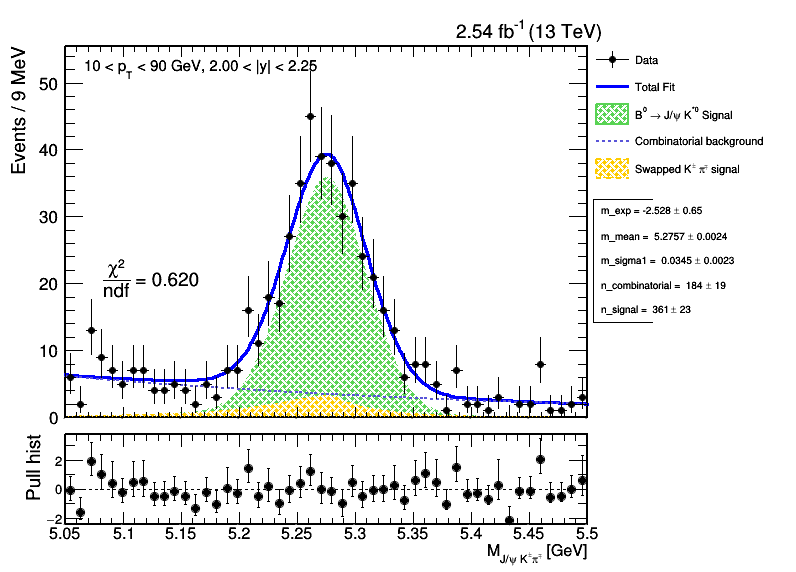 2.54 fb⁻¹ (13 TeV)
10 < p_T < 90 GeV, 2.00 < |y| < 2.25
Events / 9 MeV
50
40
30
20
10
0
χ²
ndf = 0.620
Data
Total Fit
B⁰ → J/ψ K*⁰ Signal
Combinatorial background
Swapped K± π∓ signal
m_exp = -2.528 ± 0.65
m_mean = 5.2757 ± 0.0024
m_sigma1 = 0.0345 ± 0.0023
n_combinatorial = 184 ± 19
n_signal = 361 ± 23
Pull hist
2
0
−2
5.05 5.1 5.15 5.2 5.25 5.3 5.35 5.4 5.45 5.5
M_J/ψ K± π∓ [GeV]